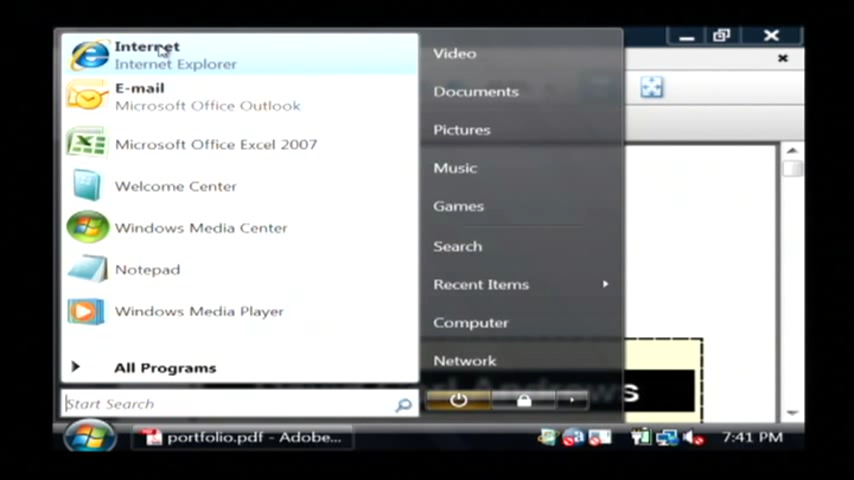 Internet
Internet Explorer
E-mail
Microsoft Office Outlook
Microsoft Office Excel 2007
Welcome Center
Windows Media Center
Notepad
Windows Media Player
All Programs
Start Search
Video
Documents
Pictures
Music
Games
Search
Recent Items
Computer
Network
portfolio.pdf - Adobe...
7:41 PM